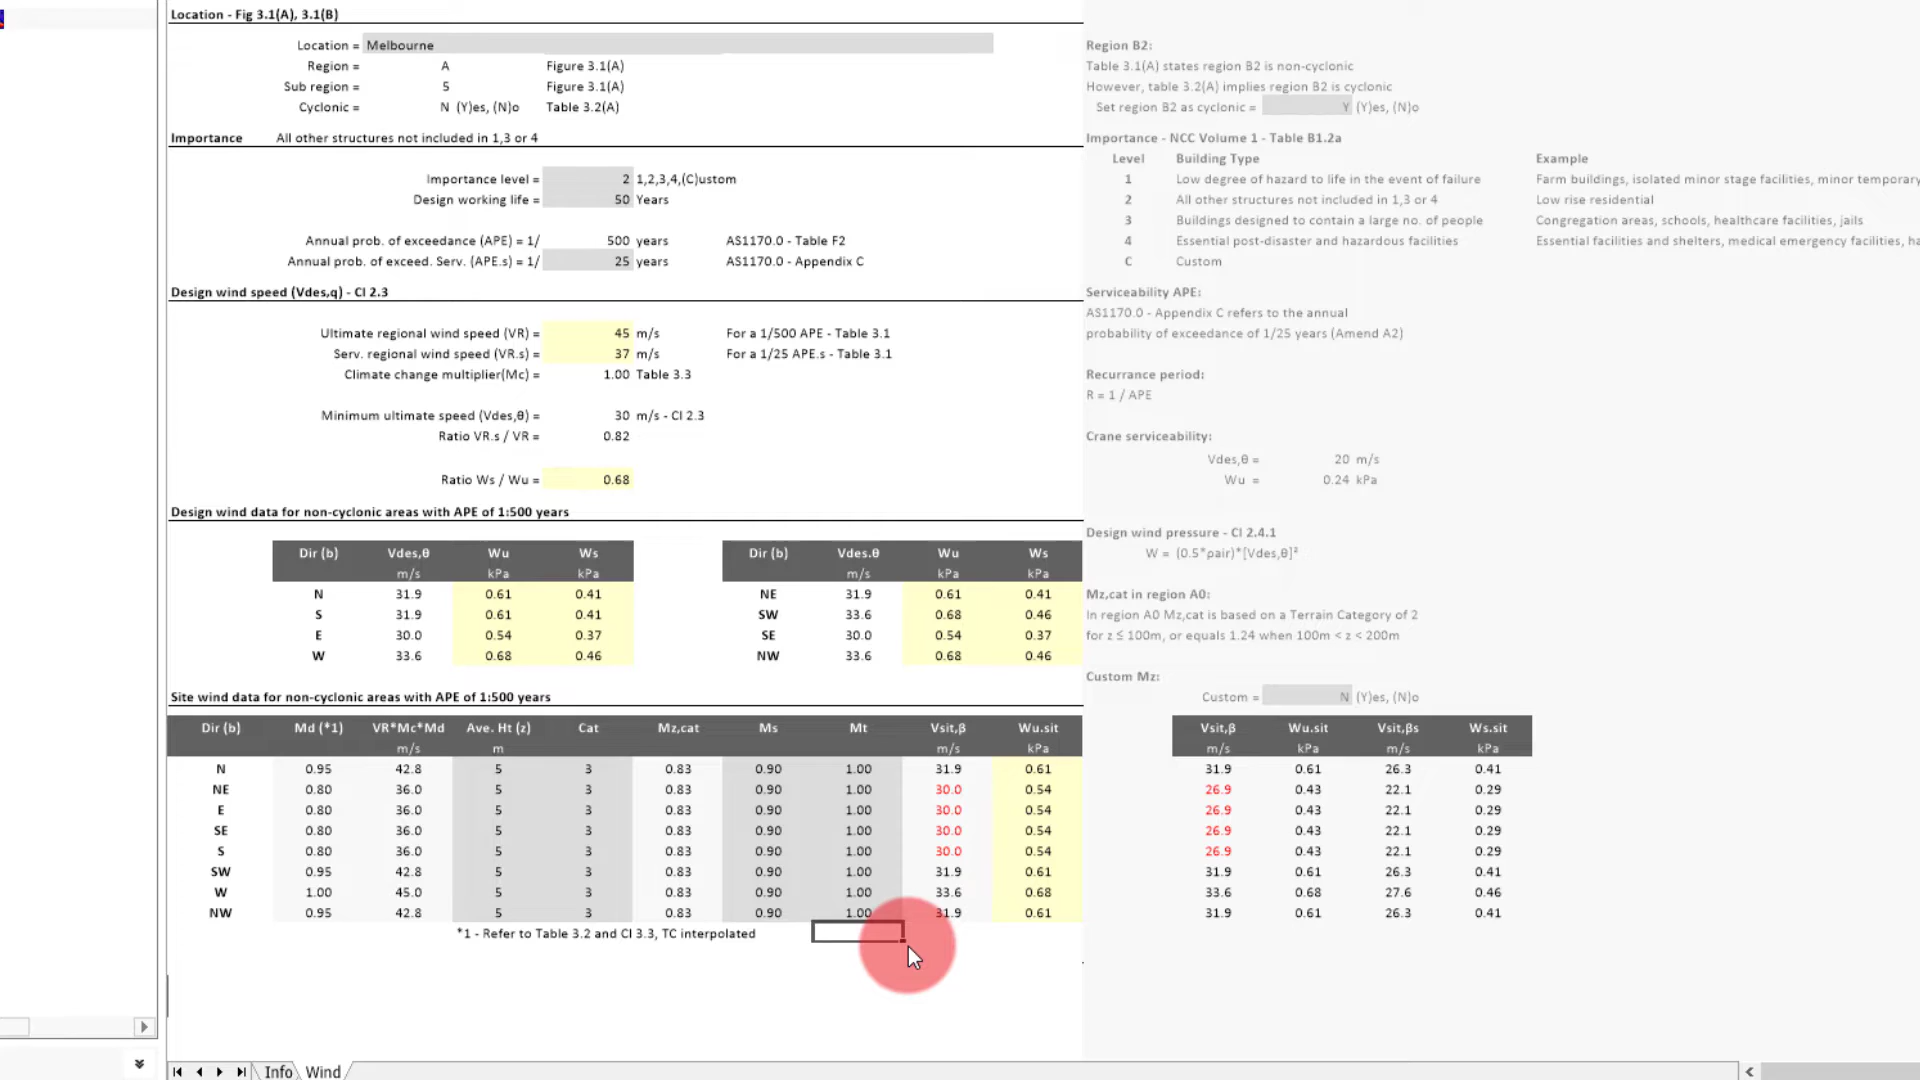 Location - Fig 3.1(A), 3.1(B)
Location = Melbourne
Region = A Figure 3.1(A)
Sub region = 5 Figure 3.1(A)
Cyclonic = N (Y)es, (N)o Table 3.2(A)
Importance All other structures not included in 1,3 or 4
Importance level = 2 1,2,3,4,(C)ustom
Design working life = 50 Years
Annual prob. of exceedance (APE) = 1/ 500 years AS1170.0 - Table F2
Annual prob. of exceed. Serv. (APE.s) = 1/ 25 years AS1170.0 - Appendix C
Design wind speed (Vdes,q) - Cl 2.3
Ultimate regional wind speed (VR) = 45 m/s For a 1/500 APE - Table 3.1
Serv. regional wind speed (VR.s) = 37 m/s For a 1/25 APE.s - Table 3.1
Climate change multiplier(Mc) = 1.00 Table 3.3
Minimum ultimate speed (Vdes,θ) = 30 m/s - Cl 2.3
Ratio VR.s / VR = 0.82
Ratio Ws / Wu = 0.68
Design wind data for non-cyclonic areas with APE of 1:500 years
Dir (b) Vdes,θ Wu Ws Dir (b) Vdes.θ Wu Ws
m/s kPa kPa m/s kPa kPa
N 31.9 0.61 0.41 NE 31.9 0.61 0.41
S 31.9 0.61 0.41 SW 33.6 0.68 0.46
E 30.0 0.54 0.37 SE 30.0 0.54 0.37
W 33.6 0.68 0.46 NW 33.6 0.68 0.46
Site wind data for non-cyclonic areas with APE of 1:500 years
Dir (b) Md (*1) VR*Mc*Md Ave. Ht (z) Cat Mz,cat Ms Mt Vsit,β Wu.sit
m/s m m/s kPa
N 0.95 42.8 5 3 0.83 0.90 1.00 31.9 0.61
NE 0.80 36.0 5 3 0.83 0.90 1.00 30.0 0.54
E 0.80 36.0 5 3 0.83 0.90 1.00 30.0 0.54
SE 0.80 36.0 5 3 0.83 0.90 1.00 30.0 0.54
S 0.80 36.0 5 3 0.83 0.90 1.00 30.0 0.54
SW 0.95 42.8 5 3 0.83 0.90 1.00 31.9 0.61
W 1.00 45.0 5 3 0.83 0.90 1.00 33.6 0.68
NW 0.95 42.8 5 3 0.83 0.90 1.00 31.9 0.61
*1 - Refer to Table 3.2 and Cl 3.3, TC interpolated
Region B2:
Table 3.1(A) states region B2 is non-cyclonic
However, table 3.2(A) implies region B2 is cyclonic
Set region B2 as cyclonic = Y (Y)es, (N)o
Importance - NCC Volume 1 - Table B1.2a
Level Building Type Example
1 Low degree of hazard to life in the event of failure Farm buildings, isolated minor stage facilities, minor temporary
2 All other structures not included in 1,3 or 4 Low rise residential
3 Buildings designed to contain a large no. of people Congregation areas, schools, healthcare facilities, jails
4 Essential post-disaster and hazardous facilities Essential facilities and shelters, medical emergency facilities, ha
C Custom
Serviceability APE:
AS1170.0 - Appendix C refers to the annual
probability of exceedance of 1/25 years (Amend A2)
Recurrance period:
R = 1 / APE
Crane serviceability:
Vdes,θ = 20 m/s
Wu = 0.24 kPa
Design wind pressure - Cl 2.4.1
W = (0.5*ρair)*[Vdes,θ]²
Mz,cat in region A0:
In region A0 Mz,cat is based on a Terrain Category of 2
for z ≤ 100m, or equals 1.24 when 100m < z < 200m
Custom Mz:
Custom = N (Y)es, (N)o
Vsit,β Wu.sit Vsit,βs Ws.sit
m/s kPa m/s kPa
31.9 0.61 26.3 0.41
26.9 0.43 22.1 0.29
26.9 0.43 22.1 0.29
26.9 0.43 22.1 0.29
26.9 0.43 22.1 0.29
31.9 0.61 26.3 0.41
33.6 0.68 27.6 0.46
31.9 0.61 26.3 0.41
Info Wind